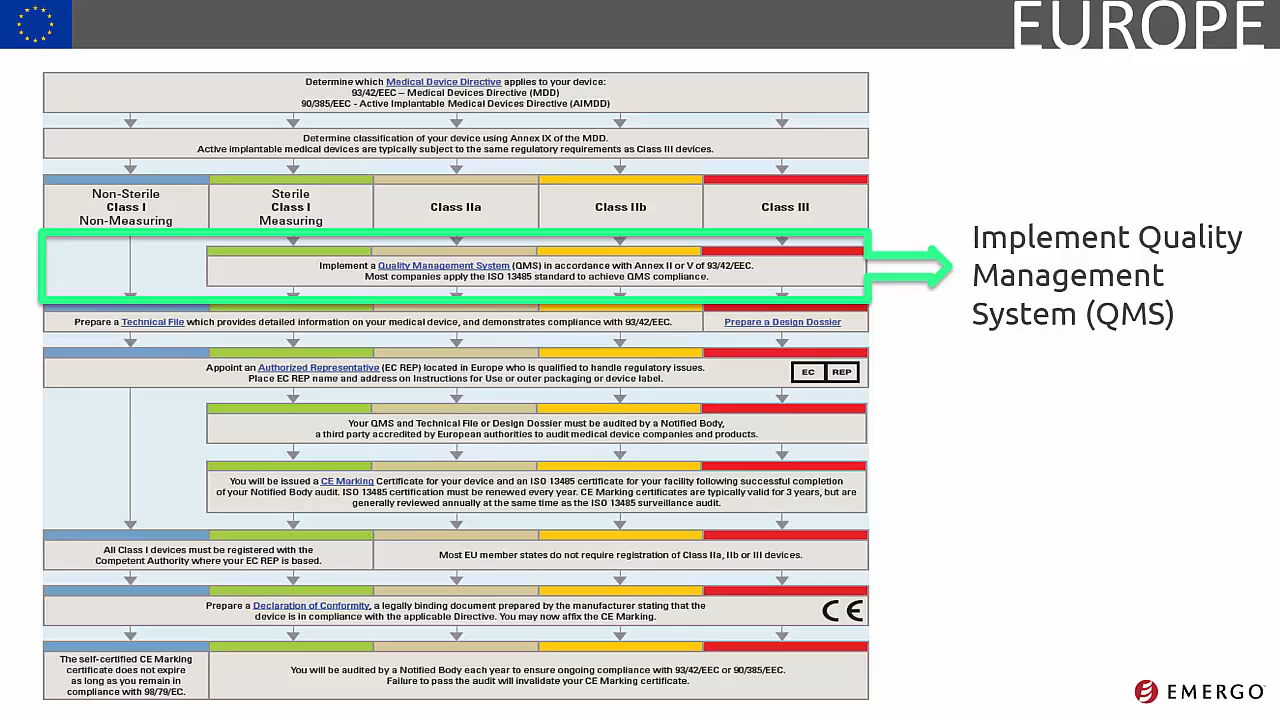 EUROPE
Determine which Medical Device Directive applies to your device:
93/42/EEC – Medical Devices Directive (MDD)
90/385/EEC - Active Implantable Medical Devices Directive (AIMDD)
Determine classification of your device using Annex IX of the MDD.
Active implantable medical devices are typically subject to the same regulatory requirements as Class III devices.
Non-Sterile
Class I
Non-Measuring
Sterile
Class I
Measuring
Class IIa
Class IIb
Class III
Implement a Quality Management System (QMS) in accordance with Annex II or V of 93/42/EEC.
Most companies apply the ISO 13485 standard to achieve QMS compliance.
Implement Quality
Management
System (QMS)
Prepare a Technical File which provides detailed information on your medical device, and demonstrates compliance with 93/42/EEC.
Prepare a Design Dossier
Appoint an Authorized Representative (EC REP) located in Europe who is qualified to handle regulatory issues.
Place EC REP name and address on Instructions for Use or outer packaging or device label.
EC REP
Your QMS and Technical File or Design Dossier must be audited by a Notified Body,
a third party accredited by European authorities to audit medical device companies and products.
You will be issued a CE Marking Certificate for your device and an ISO 13485 certificate for your facility following successful completion
of your Notified Body audit. ISO 13485 certification must be renewed every year. CE Marking certificates are typically valid for 3 years, but are
generally reviewed annually at the same time as the ISO 13485 surveillance audit.
All Class I devices must be registered with the
Competent Authority where your EC REP is based.
Most EU member states do not require registration of Class IIa, IIb or III devices.
Prepare a Declaration of Conformity, a legally binding document prepared by the manufacturer stating that the
device is in compliance with the applicable Directive. You may now affix the CE Marking.
CE
The self-certified CE Marking
certificate does not expire
as long as you remain in
compliance with 98/79/EC.
You will be audited by a Notified Body each year to ensure ongoing compliance with 93/42/EEC or 90/385/EEC.
Failure to pass the audit will invalidate your CE Marking certificate.
EMERGO